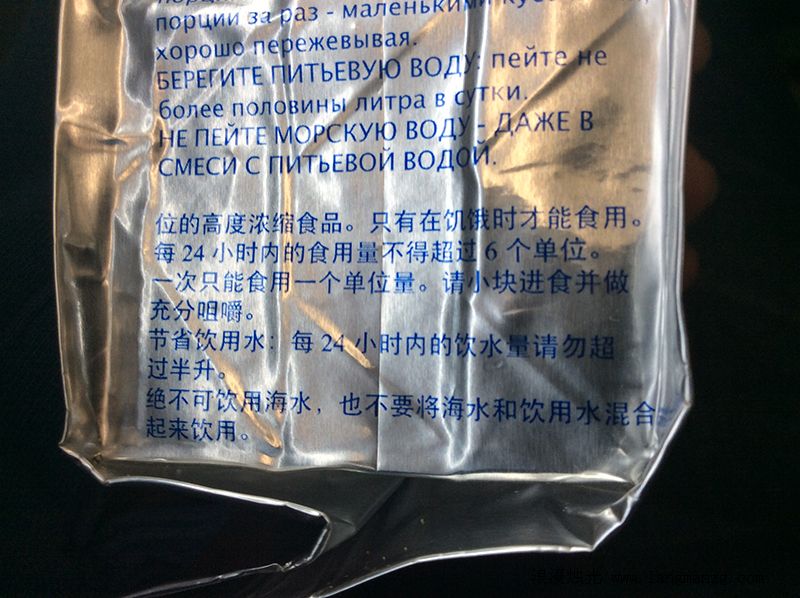 порции за раз - маленькими
хорошо пережевывая.
БЕРЕГИТЕ ПИТЬЕВУЮ ВОДУ: пейте не
более половины литра в сутки.
НЕ ПЕЙТЕ МОРСКУЮ ВОДУ - ДАЖЕ В
СМЕСИ С ПИТЬЕВОЙ ВОДОЙ.
位的高度浓缩食品。只有在饥饿时才能食用。
每 24 小时内的食用量不得超过 6 个单位。
一次只能食用一个单位量。请小块进食并做
充分咀嚼。
节省饮用水: 每 24 小时内的饮水量请勿超
过半升。
绝不可饮用海水，也不要将海水和饮用水混合
起来饮用。